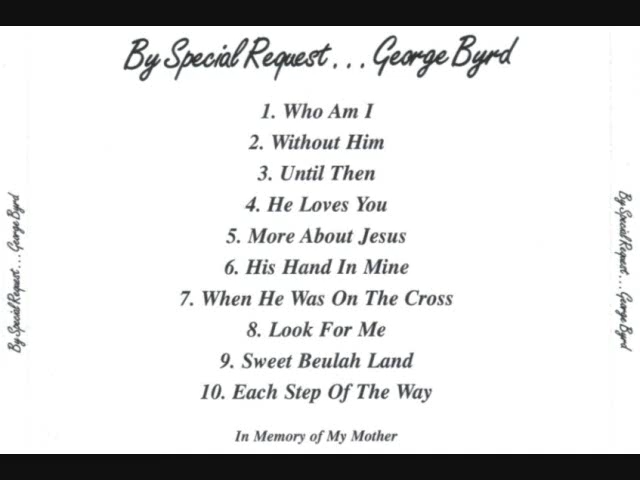 By Special Request... George Byrd
1. Who Am I
2. Without Him
3. Until Then
4. He Loves You
5. More About Jesus
6. His Hand In Mine
7. When He Was On The Cross
8. Look For Me
9. Sweet Beulah Land
10. Each Step Of The Way
In Memory of My Mother
By Special Request... George Byrd
By Special Request... George Byrd